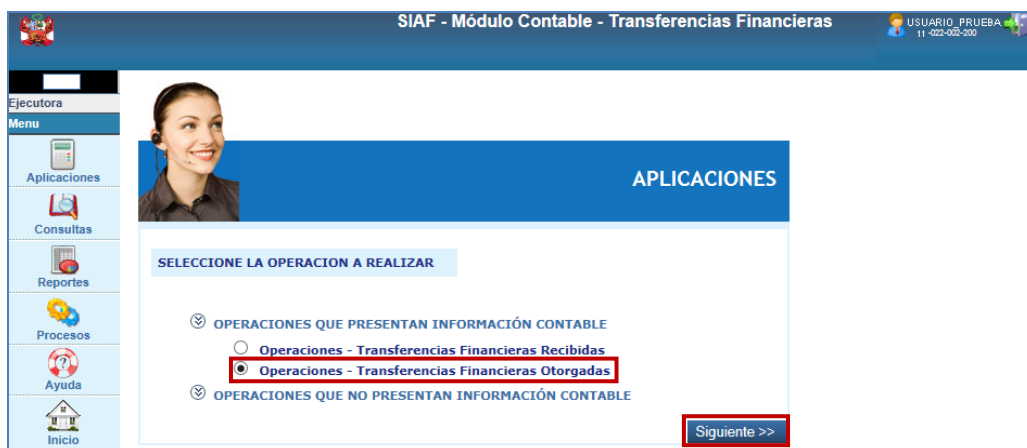 SIAF - Módulo Contable - Transferencias Financieras
USUARIO_PRUEBA
11 -022-002-200
Ejecutora
Menu
Aplicaciones
Consultas
Reportes
Procesos
Ayuda
Inicio
APLICACIONES
SELECCIONE LA OPERACION A REALIZAR
OPERACIONES QUE PRESENTAN INFORMACIÓN CONTABLE
Operaciones - Transferencias Financieras Recibidas
Operaciones - Transferencias Financieras Otorgadas
OPERACIONES QUE NO PRESENTAN INFORMACIÓN CONTABLE
Siguiente >>